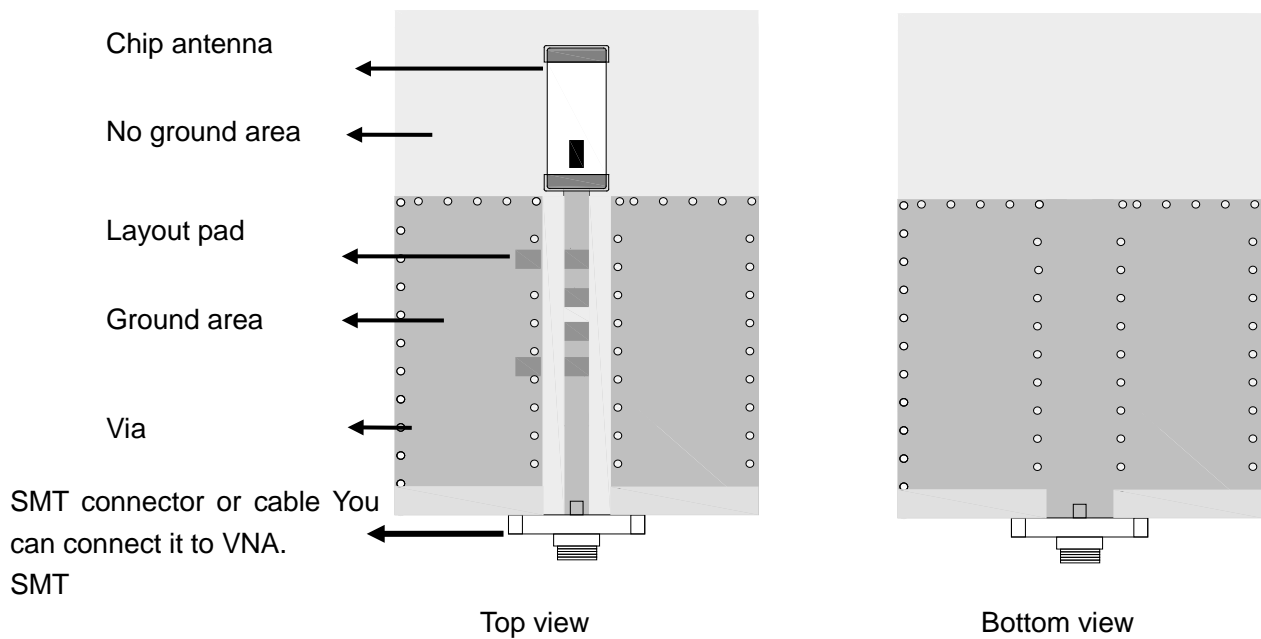 Chip antenna
No ground area
Layout pad
Ground area
Via
SMT connector or cable You
can connect it to VNA.
SMT
Top view
Bottom view